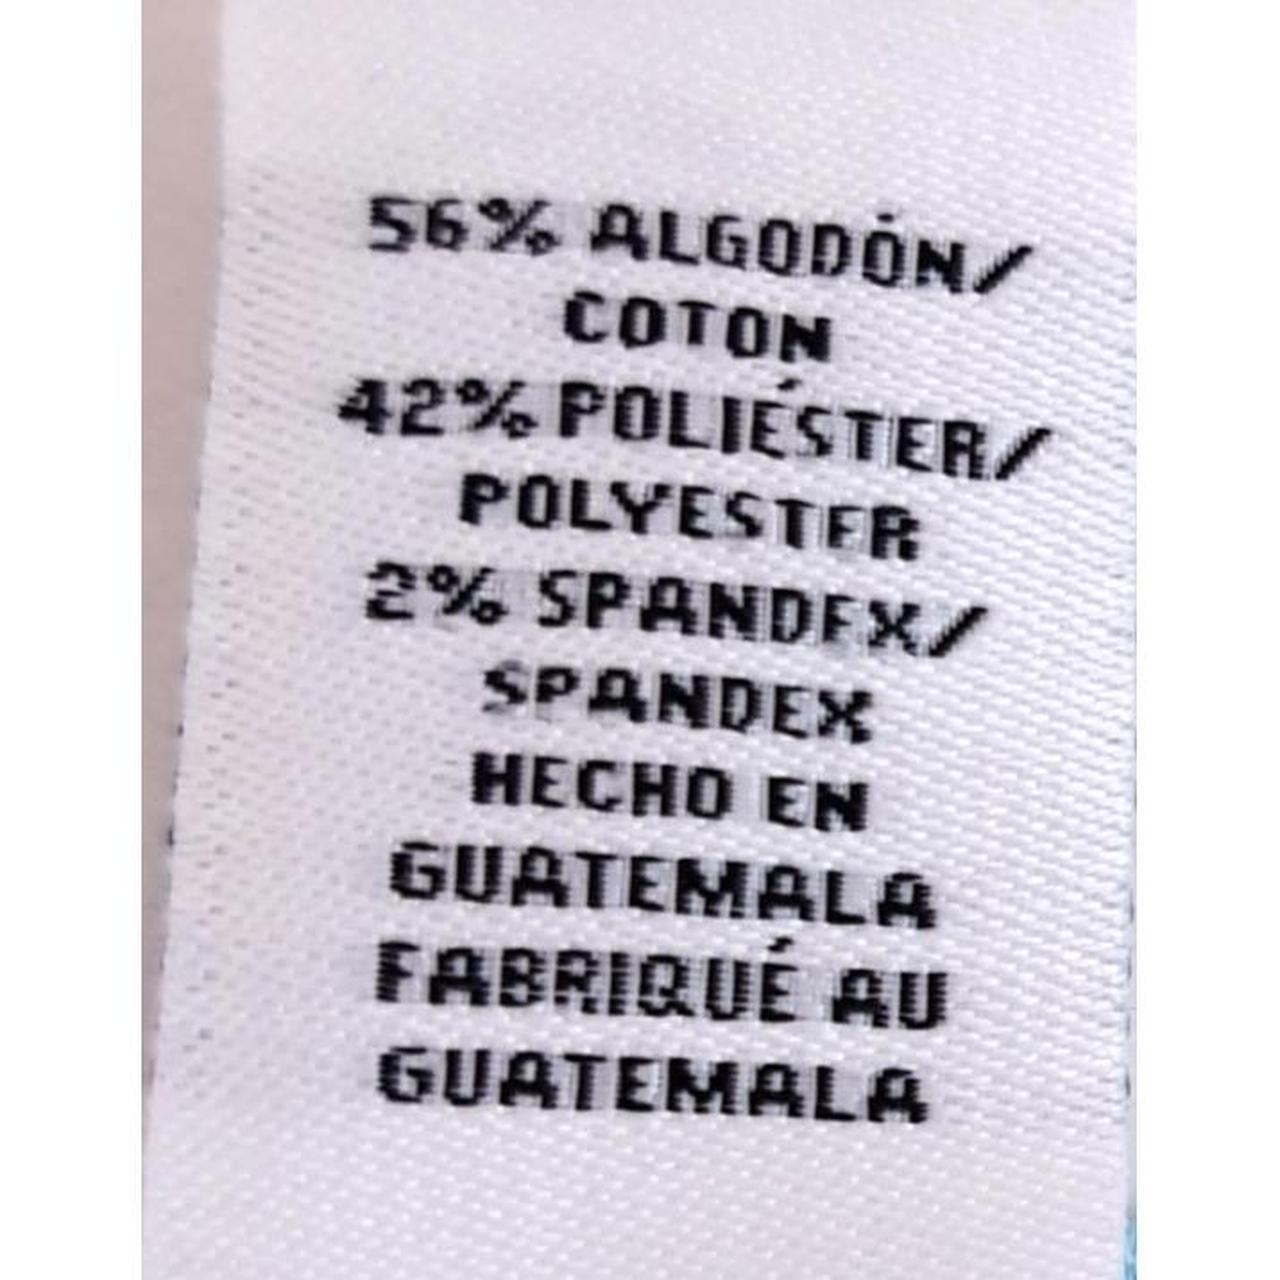 56% ALGODÓN/
COTON
42% POLIÉSTER/
POLYESTER
2% SPANDEX/
SPANDEX
HECHO EN
GUATEMALA
FABRIQUÉ AU
GUATEMALA